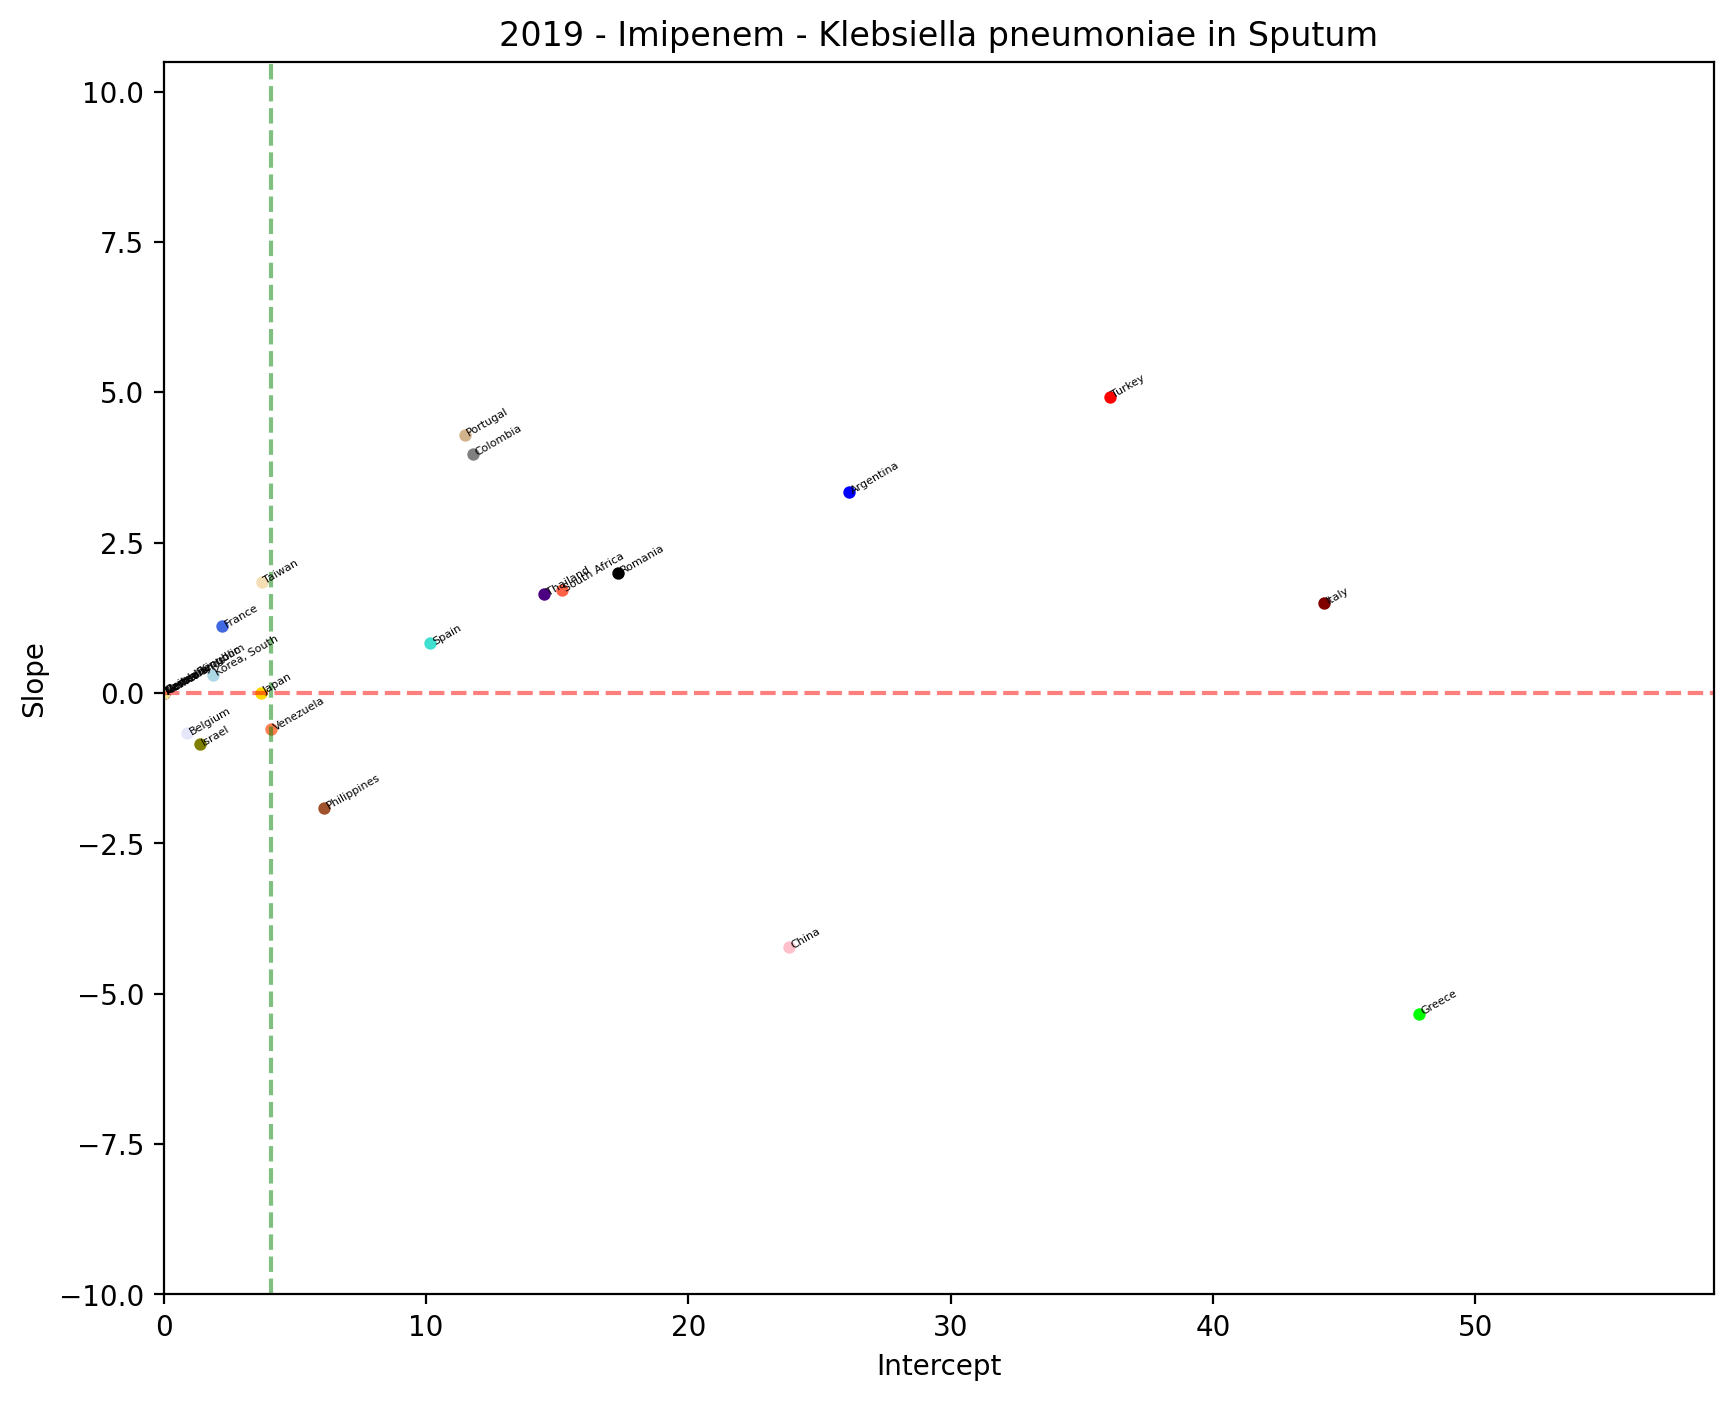 2019 - Imipenem - Klebsiella pneumoniae in Sputum
10.0
7.5
5.0
2.5
0.0
−2.5
−5.0
−7.5
−10.0
Slope
Turkey
Portugal
Colombia
Argentina
Taiwan
Thailand
South Africa
Romania
Italy
France
Spain
Korea, South
Japan
Belgium
Israel
Venezuela
Philippines
China
Greece
0
10
20
30
40
50
Intercept